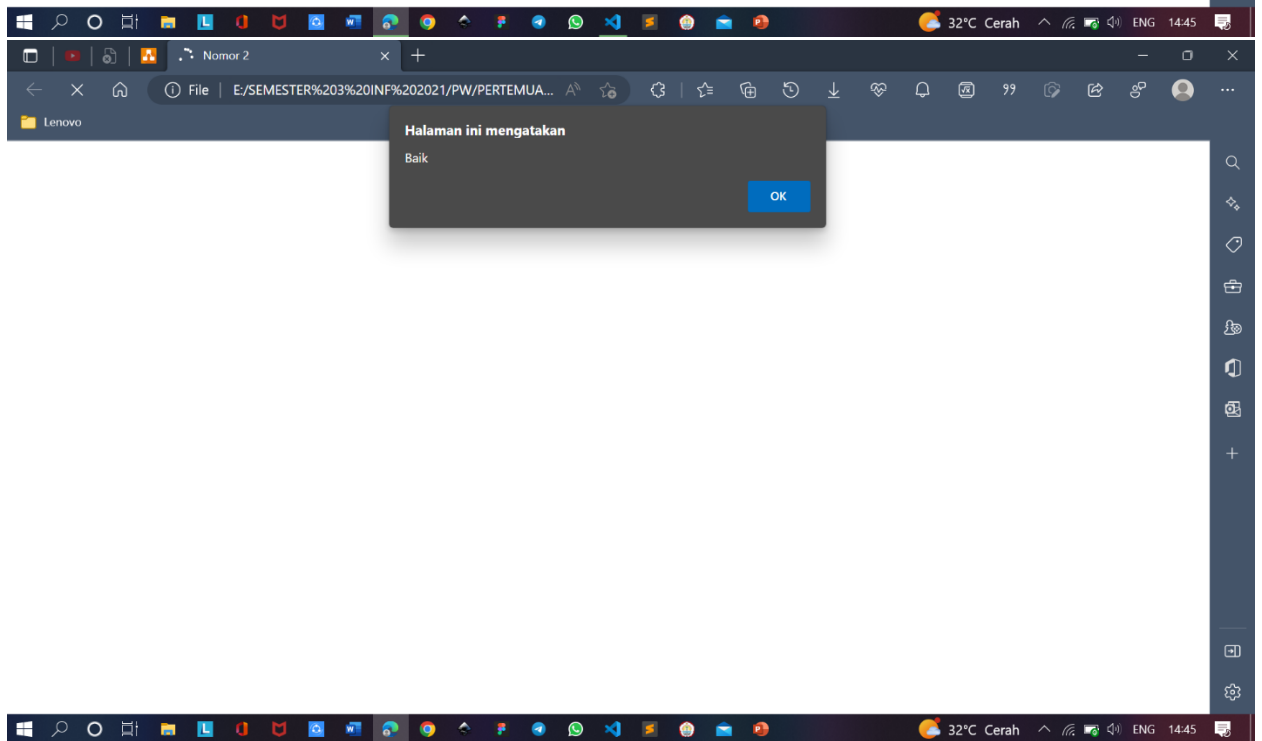 32°C Cerah ENG 14:45
Nomor 2
File | E:/SEMESTER%203%20INF%202021/PW/PERTEMUA...
Lenovo
Halaman ini mengatakan
Baik
OK
32°C Cerah ENG 14:45